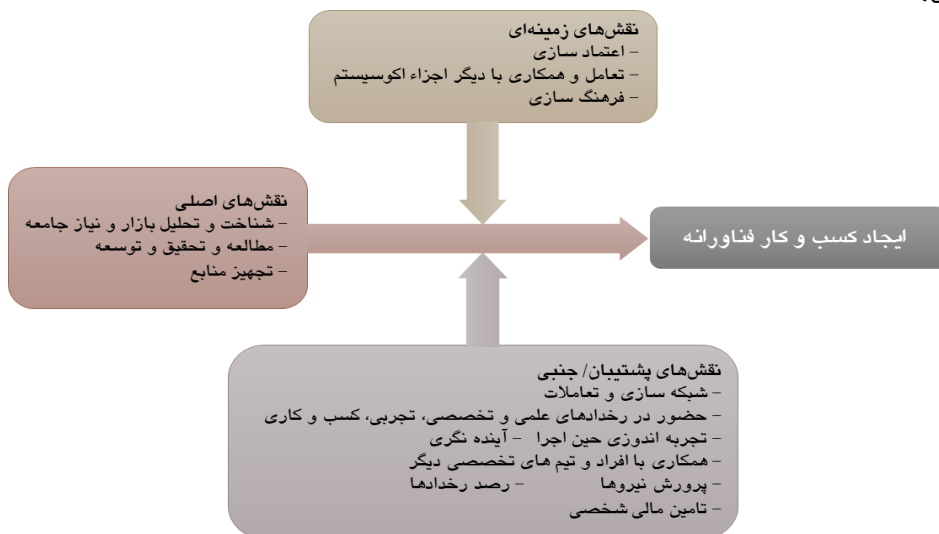 نقش‌های زمینه‌ای
– اعتماد سازی
– تعامل و همکاری با دیگر اجزاء اکوسیستم
– فرهنگ سازی
نقش‌های اصلی
– شناخت و تحلیل بازار و نیاز جامعه
– مطالعه و تحقیق و توسعه
– تجهیز منابع
ایجاد کسب و کار فناورانه
نقش‌های پشتیبان/ جنبی
– شبکه سازی و تعاملات
– حضور در رخدادهای علمی و تخصصی، تجربی، کسب و کاری
– تجربه اندوزی حین اجرا – آینده نگری
– همکاری با افراد و تیم های تخصصی دیگر
– پرورش نیروها – رصد رخدادها
– تامین مالی شخصی